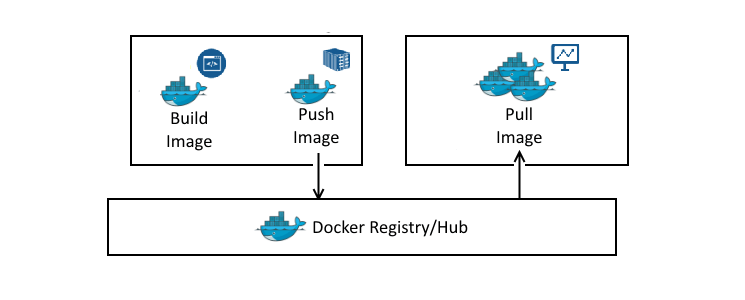 Build
Image
Push
Image
Pull
Image
Docker Registry/Hub